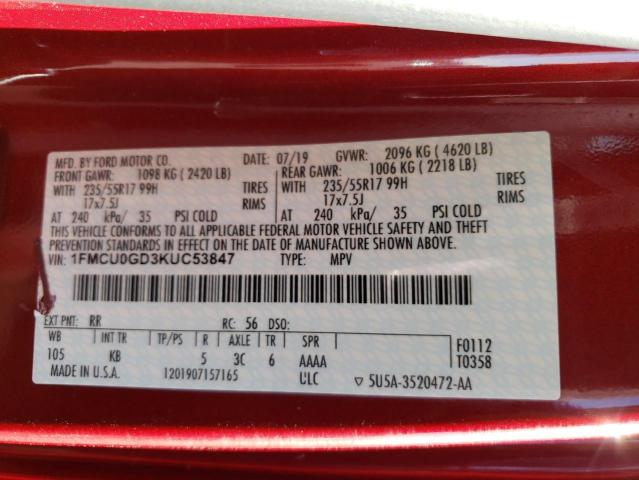 MFD. BY FORD MOTOR CO. DATE: 07/19 GVWR: 2096 KG ( 4620 LB)
FRONT GAWR: 1098 KG ( 2420 LB) REAR GAWR: 1006 KG ( 2218 LB)
WITH 235/55R17 99H TIRES WITH 235/55R17 99H TIRES
17x7.5J RIMS 17x7.5J RIMS
AT 240 kPa/ 35 PSI COLD AT 240 kPa/ 35 PSI COLD
THIS VEHICLE CONFORMS TO ALL APPLICABLE FEDERAL MOTOR VEHICLE SAFETY AND THEFT
PREVENTION STANDARDS IN EFFECT ON THE DATE OF MANUFACTURE SHOWN ABOVE.
VIN: 1FMCU0GD3KUC53847 TYPE: MPV
EXT PNT: RR RC: 56 DSO:
WB INT TR TP/PS R AXLE TR SPR F0112
105 KB 5 3C 6 AAAA T0358
MADE IN U.S.A. 1201907157165 ULC ▽ 5U5A-3520472-AA